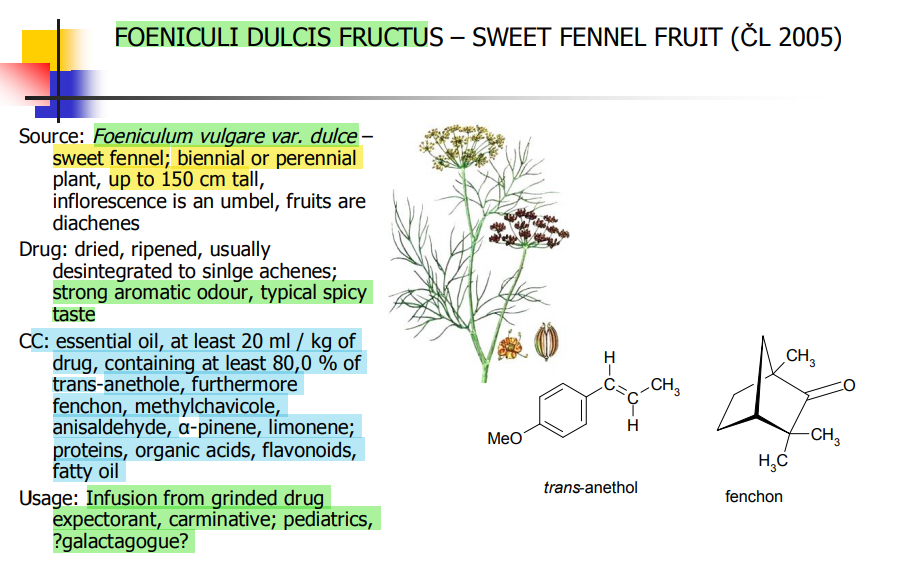 FOENICULI DULCIS FRUCTUS – SWEET FENNEL FRUIT (ČL 2005)
Source: Foeniculum vulgare var. dulce –
sweet fennel; biennial or perennial
plant, up to 150 cm tall,
inflorescence is an umbel, fruits are
diachenes
Drug: dried, ripened, usually
desintegrated to sinlge achenes;
strong aromatic odour, typical spicy
taste
CC: essential oil, at least 20 ml / kg of
drug, containing at least 80,0 % of
trans-anethole, furthermore
fenchon, methylchavicole,
anisaldehyde, α-pinene, limonene;
proteins, organic acids, flavonoids,
fatty oil
Usage: Infusion from grinded drug
expectorant, carminative; pediatrics,
?galactagogue?
H
C
CH3
C
H
MeO
trans-anethol
CH3
O
CH3
H3C
fenchon